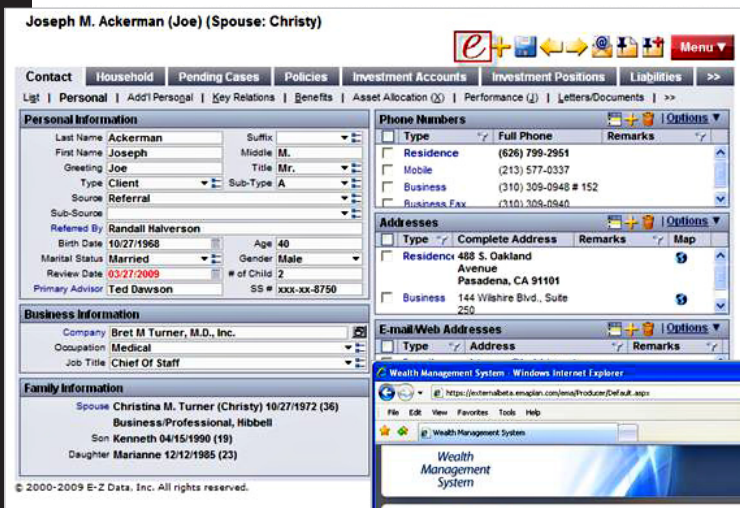 Joseph M. Ackerman (Joe) (Spouse: Christy)
e Menu
Contact Household Pending Cases Policies Investment Accounts Investment Positions Liabilities >>
List | Personal | Add'l Personal | Key Relations | Benefits | Asset Allocation (X) | Performance (J) | Letters/Documents | >>
Personal Information
Last Name Ackerman Suffix
First Name Joseph Middle M.
Greeting Joe Title Mr.
Type Client Sub-Type A
Source Referral
Sub-Source
Referred By Randall Halverson
Birth Date 10/27/1968 Age 40
Marital Status Married Gender Male
Review Date 03/27/2009 # of Child 2
Primary Advisor Ted Dawson SS # xxx-xx-8750
Business Information
Company Bret M Turner, M.D., Inc.
Occupation Medical
Job Title Chief Of Staff
Family Information
Spouse Christina M. Turner (Christy) 10/27/1972 (36)
Business/Professional, Hibbell
Son Kenneth 04/15/1990 (19)
Daughter Marianne 12/12/1985 (23)
© 2000-2009 E-Z Data, Inc. All rights reserved.
Phone Numbers | Options
Type Full Phone Remarks
Residence (626) 799-2951
Mobile (213) 577-0337
Business (310) 309-0948 # 152
Business Fax (310) 309-0940
Addresses | Options
Type Complete Address Remarks Map
Residence 488 S. Oakland
Avenue
Pasadena, CA 91101
Business 144 Wilshire Blvd., Suite
250
E-mail/Web Addresses | Options
Type Address Remarks
Wealth Management System - Windows Internet Explorer
https://externalbeta.emaplan.com/ema/Producer/Default.aspx
File Edit View Favorites Tools Help
Wealth Management System
Wealth
Management
System